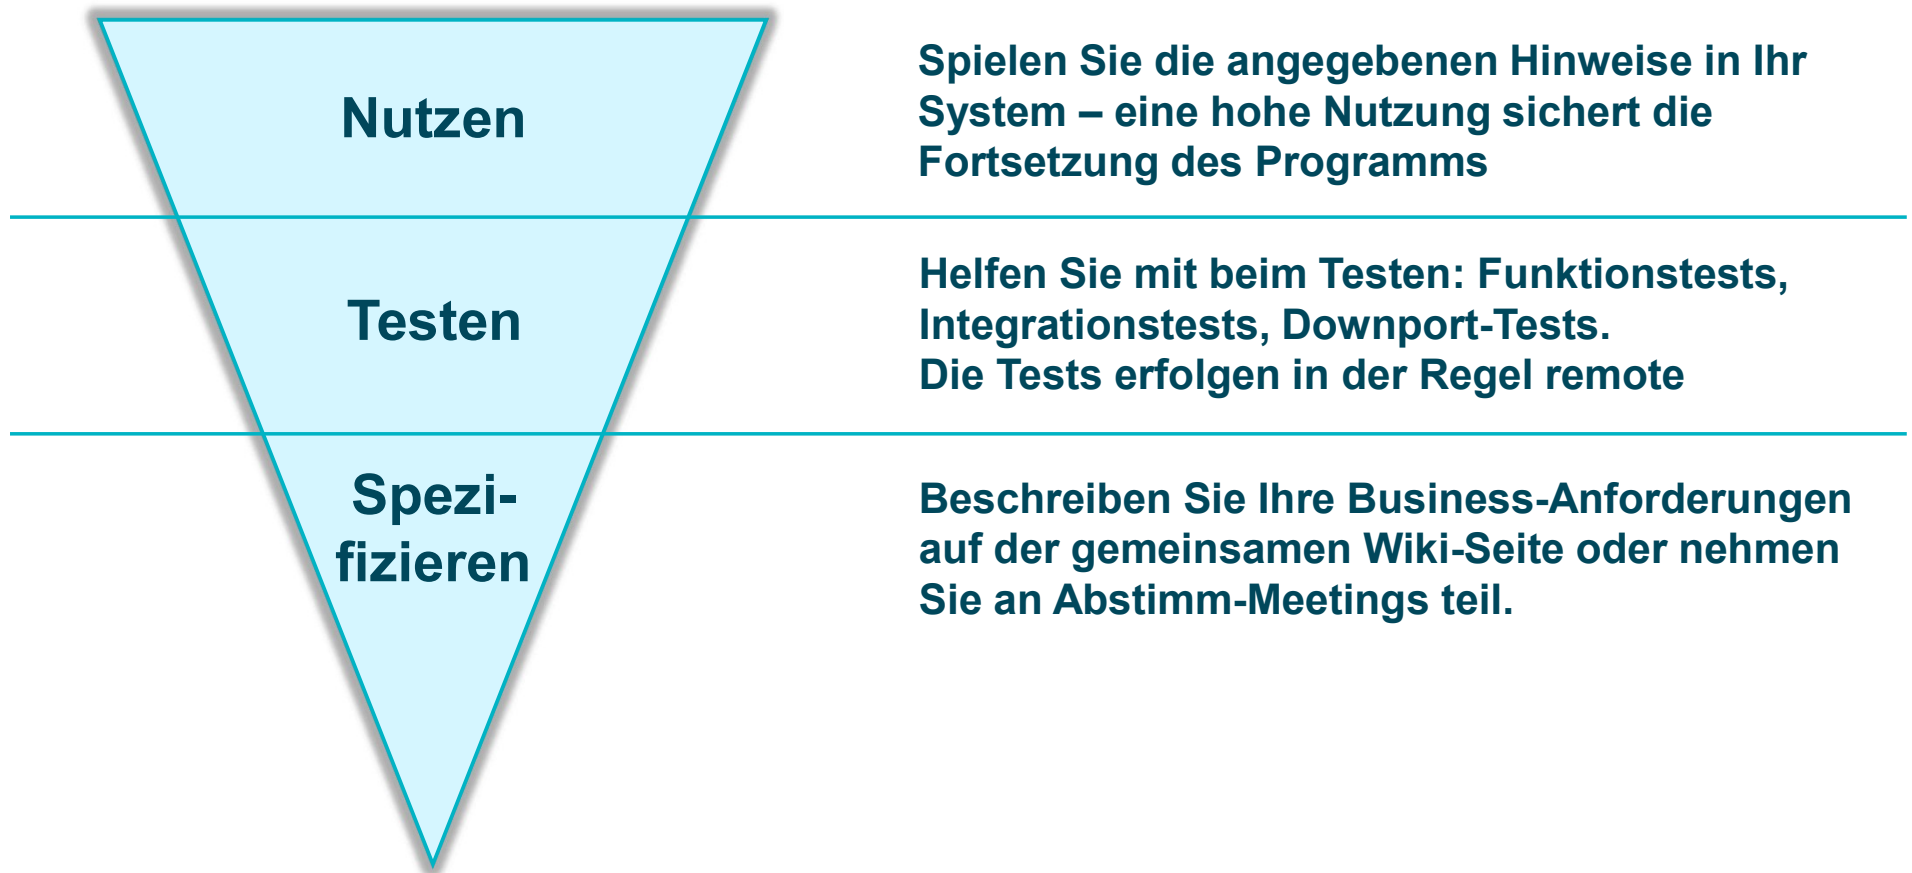 Nutzen
Spielen Sie die angegebenen Hinweise in Ihr
System – eine hohe Nutzung sichert die
Fortsetzung des Programms
Testen
Helfen Sie mit beim Testen: Funktionstests,
Integrationstests, Downport-Tests.
Die Tests erfolgen in der Regel remote
Spezi-
fizieren
Beschreiben Sie Ihre Business-Anforderungen
auf der gemeinsamen Wiki-Seite oder nehmen
Sie an Abstimm-Meetings teil.